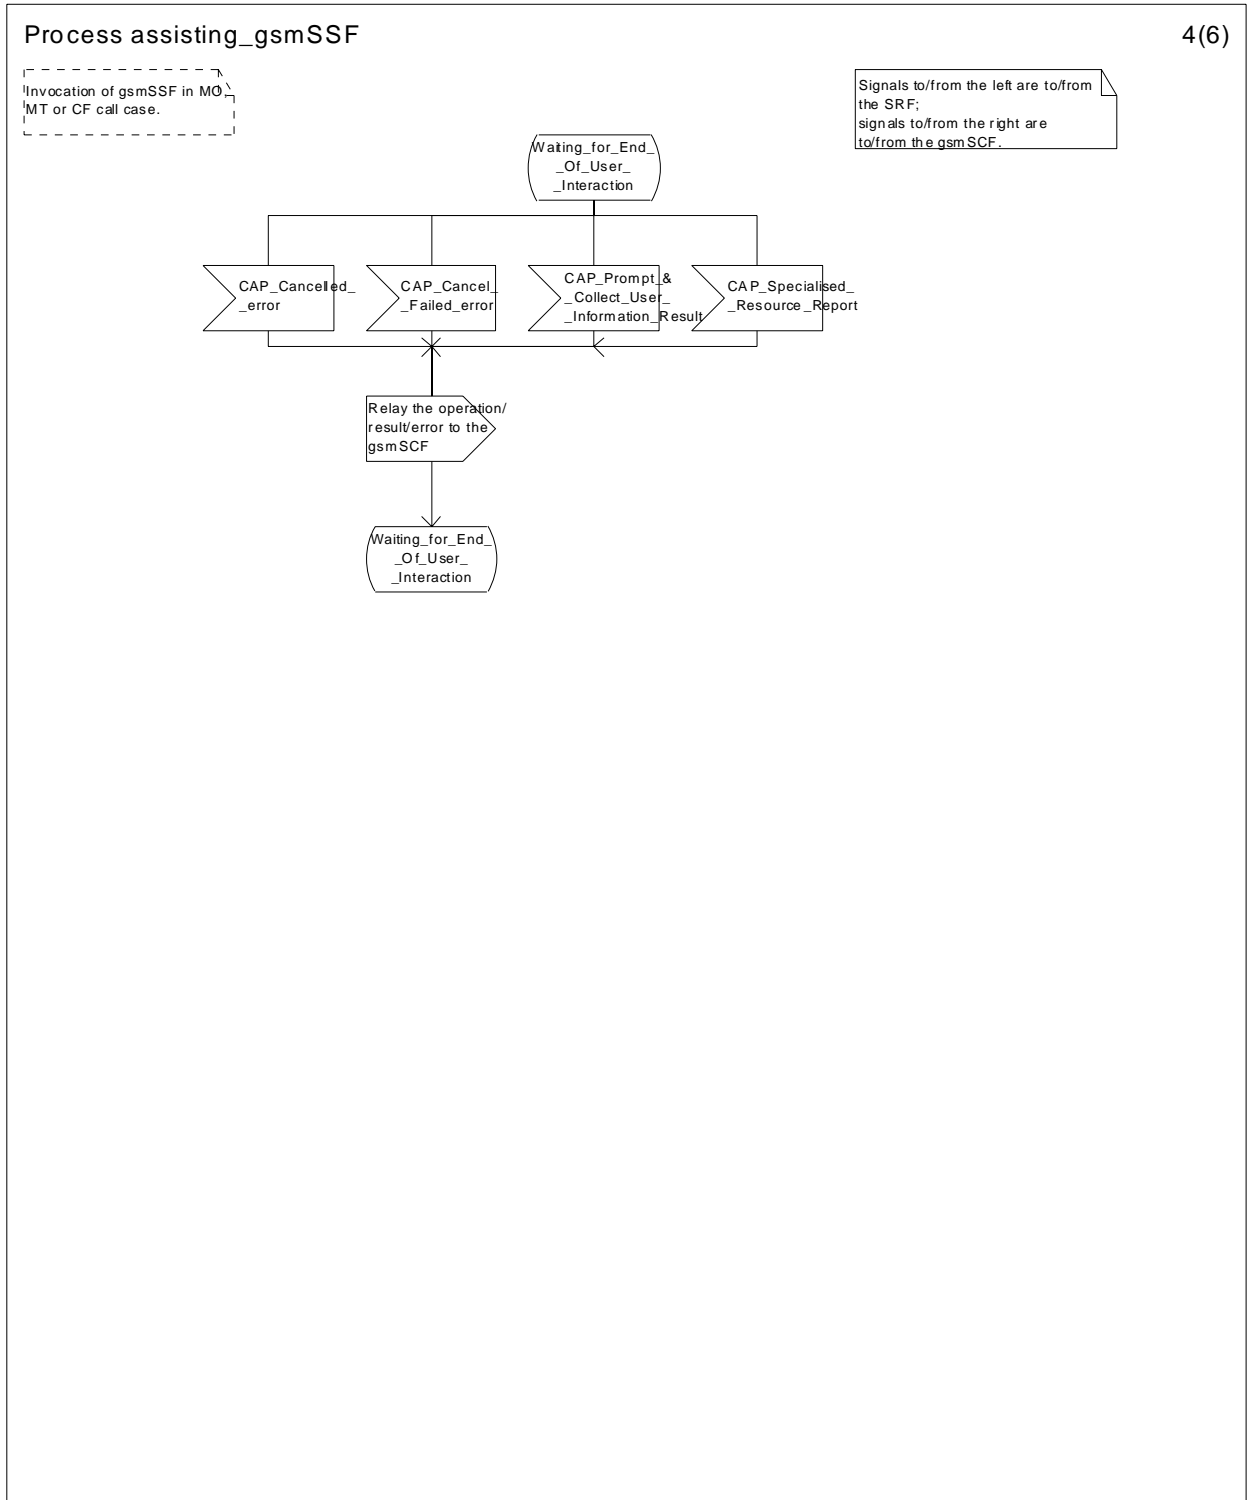 Process assisting_gsmSSF
4(6)
Invocation of gsmSSF in MO,
MT or CF call case.
Signals to/from the left are to/from
the SRF;
signals to/from the right are
to/from the gsmSCF.
Waiting_for_End_
_Of_User_
_Interaction
CAP_Cancelled_
_error
CAP_Cancel_
_Failed_error
CAP_Prompt_&
_Collect_User_
_Information_Result
CAP_Specialised_
_Resource_Report
Relay the operation/
result/error to the
gsmSCF
Waiting_for_End_
_Of_User_
_Interaction